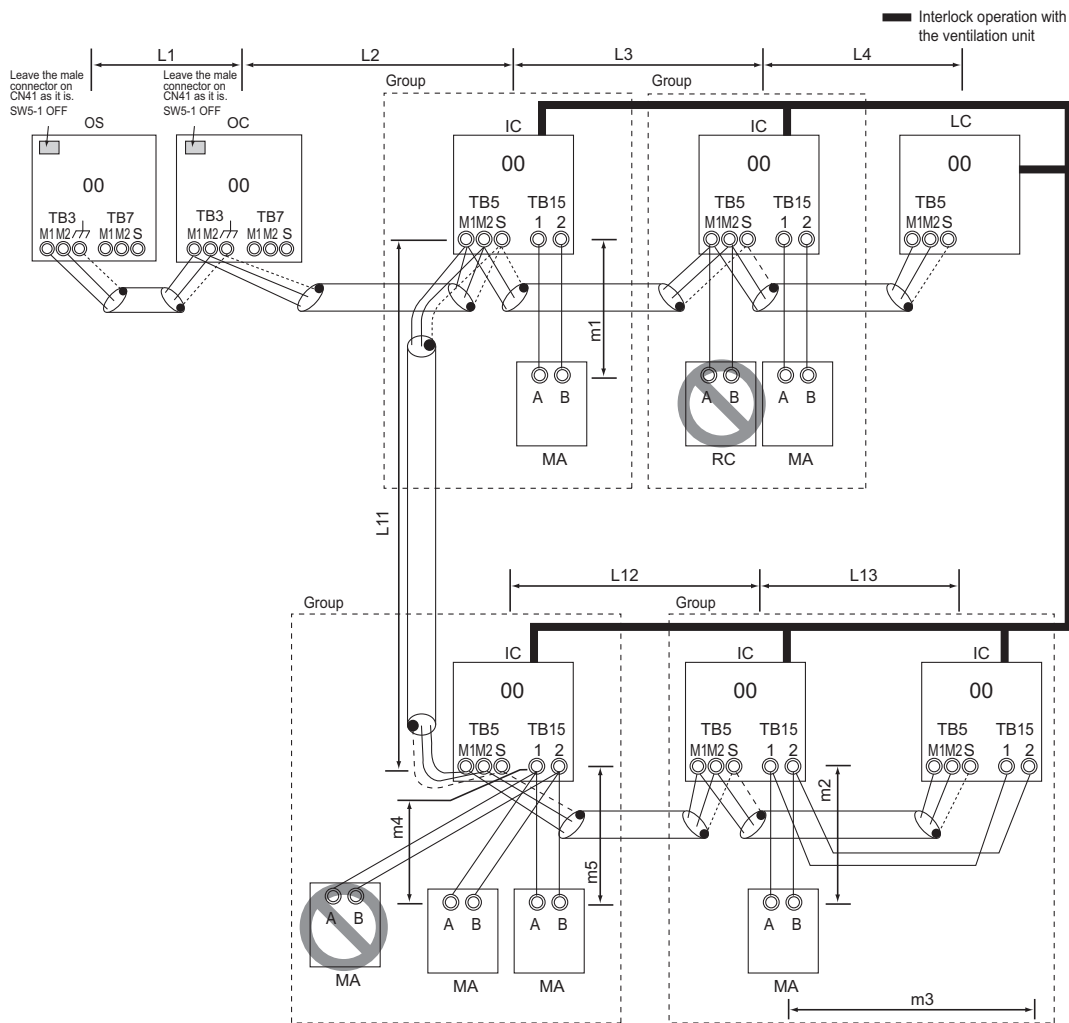 Interlock operation with
the ventilation unit
L1
L2
L3
L4
Leave the male
connector on
CN41 as it is.
SW5-1 OFF
Leave the male
connector on
CN41 as it is.
SW5-1 OFF
Group
Group
OS
OC
IC
IC
LC
00
00
00
00
00
TB3
TB7
TB3
TB7
TB5
TB15
TB5
TB15
TB5
M1 M2
M1 M2 S
M1 M2
M1 M2 S
M1 M2 S
1
2
M1 M2 S
1
2
M1 M2 S
m1
A B
A B
A B
MA
RC
MA
L11
L12
L13
Group
Group
IC
IC
IC
00
00
00
TB5
TB15
TB5
TB15
TB5
TB15
M1 M2 S
1
2
M1 M2 S
1
2
M1 M2 S
1
2
m4
m5
m2
A B
A B
A B
A B
MA
MA
MA
MA
m3